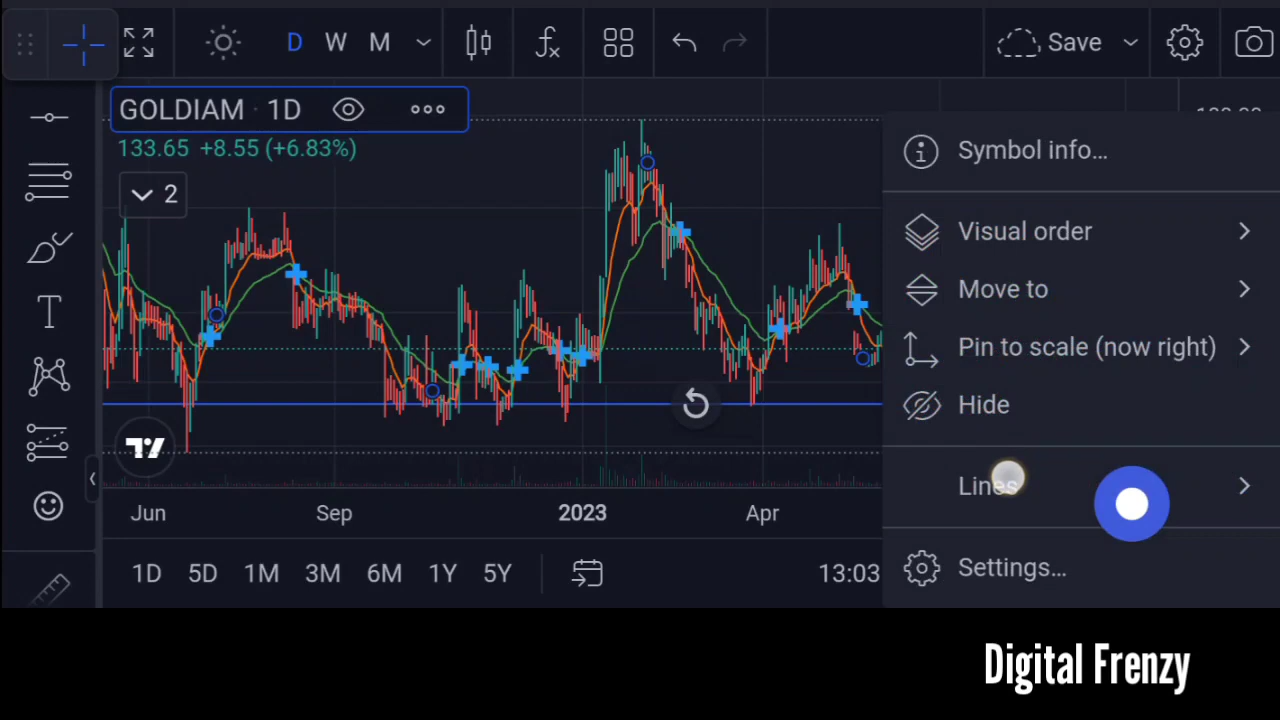 D W M
Save
GOLDIAM · 1D
133.65 +8.55 (+6.83%)
2
Symbol info...
Visual order
Move to
Pin to scale (now right)
Hide
Lines
Settings...
Jun Sep 2023 Apr
1D 5D 1M 3M 6M 1Y 5Y 13:03
Digital Frenzy